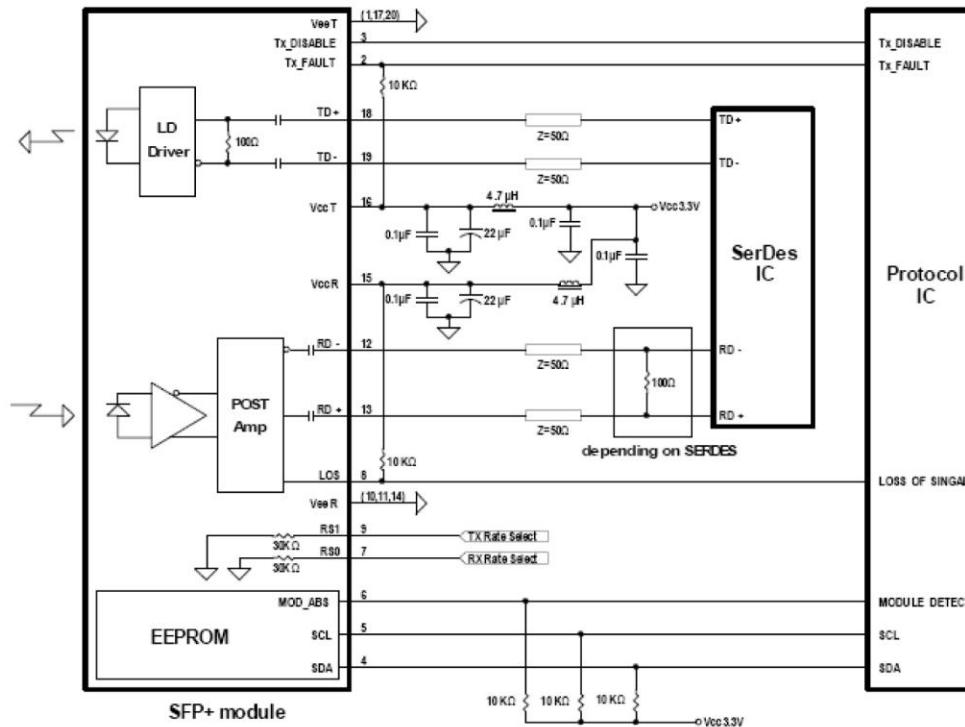 VeeT (1,17,20)
Tx_DISABLE 3 Tx_DISABLE
Tx_FAULT 2 Tx_FAULT
10 KΩ
LD Driver
100Ω
TD+ 18 TD+
Z=50Ω
TD- 19 TD -
Z=50Ω
VccT 16
4.7 µH
Vcc3.3V
0.1µF
22 µF
0.1µF
0.1µF
SerDes
IC
Protocol
IC
VccR 15
0.1µF
22 µF
4.7 µH
RD - 12 RD -
Z=50Ω
100Ω
POST
Amp
RD + 13 RD +
Z=50Ω
depending on SERDES
10 KΩ
LOS 8 LOSS OF SINGAL
VeeR (10,11,14)
RS1 9 TX Rate Select
30KΩ
RS0 7 RX Rate Select
30KΩ
MOD_ABS 6 MODULE DETECT
EEPROM
SCL 5 SCL
SDA 4 SDA
10 KΩ 10 KΩ 10 KΩ
Vcc3.3V
SFP+ module